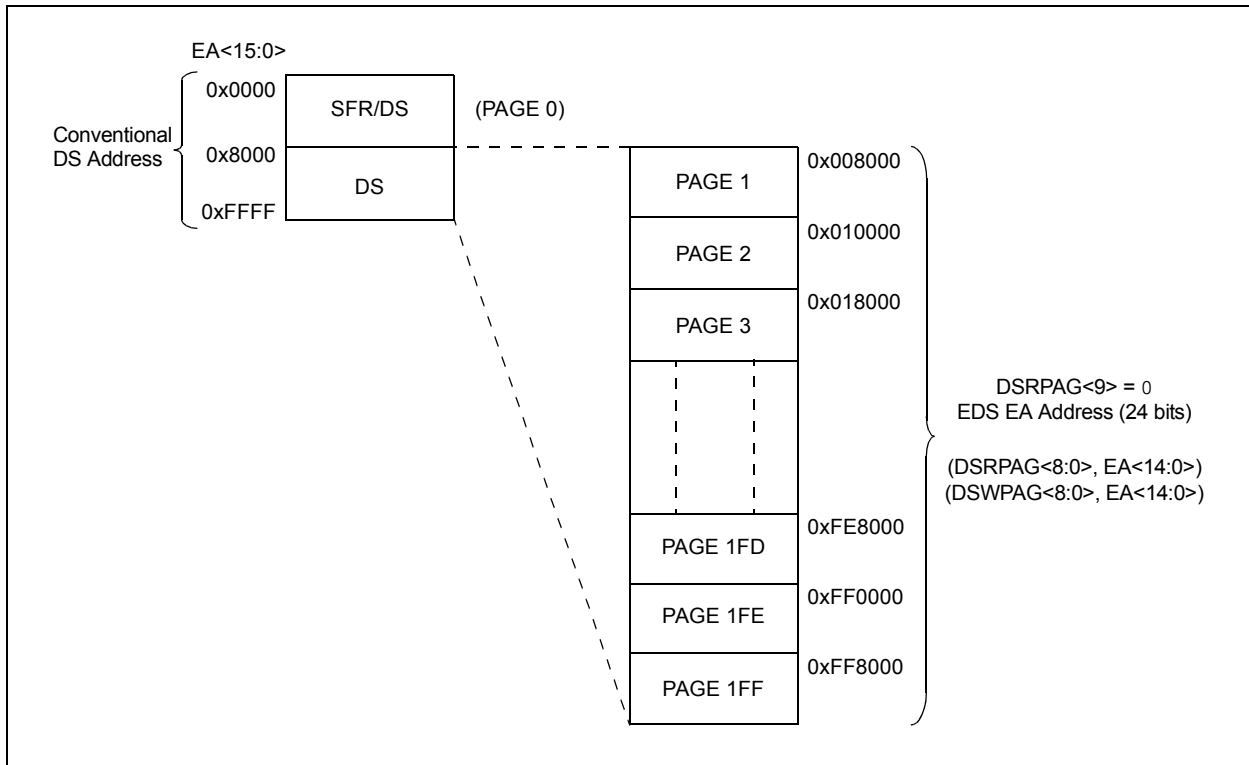 EA<15:0>
0x0000
SFR/DS
(PAGE 0)
Conventional
DS Address
0x8000
DS
0xFFFF
PAGE 1
0x008000
PAGE 2
0x010000
PAGE 3
0x018000
DSRPAG<9> = 0
EDS EA Address (24 bits)
(DSRPAG<8:0>, EA<14:0>)
(DSWPAG<8:0>, EA<14:0>)
PAGE 1FD
0xFE8000
PAGE 1FE
0xFF0000
PAGE 1FF
0xFF8000